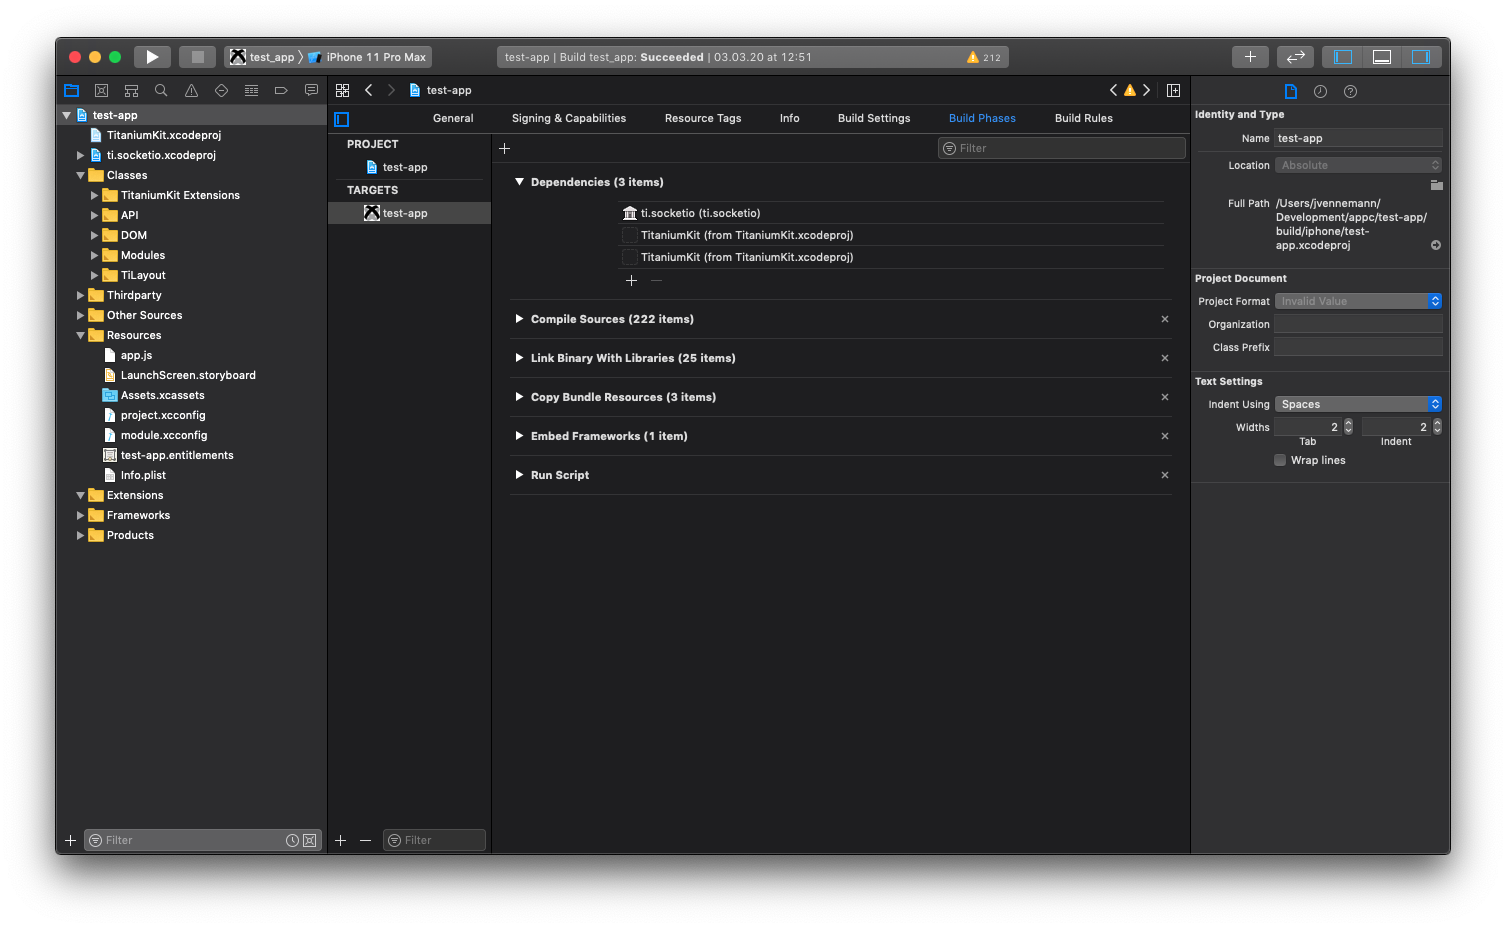 test_app
iPhone 11 Pro Max
test-app | Build test_app: Succeeded | 03.03.20 at 12:51
212
test-app
TitaniumKit.xcodeproj
ti.socketio.xcodeproj
Classes
TitaniumKit Extensions
API
DOM
Modules
TiLayout
Thirdparty
Other Sources
Resources
app.js
LaunchScreen.storyboard
Assets.xcassets
project.xcconfig
module.xcconfig
test-app.entitlements
Info.plist
Extensions
Frameworks
Products
Filter
test-app
General
Signing & Capabilities
Resource Tags
Info
Build Settings
Build Phases
Build Rules
PROJECT
test-app
TARGETS
test-app
Filter
Filter
Dependencies (3 items)
ti.socketio (ti.socketio)
TitaniumKit (from TitaniumKit.xcodeproj)
TitaniumKit (from TitaniumKit.xcodeproj)
Compile Sources (222 items)
Link Binary With Libraries (25 items)
Copy Bundle Resources (3 items)
Embed Frameworks (1 item)
Run Script
Identity and Type
Name test-app
Location Absolute
Full Path /Users/jvennemann/
Development/appc/test-app/
build/iphone/test-
app.xcodeproj
Project Document
Project Format Invalid Value
Organization
Class Prefix
Text Settings
Indent Using Spaces
Widths 2 2
Tab Indent
Wrap lines